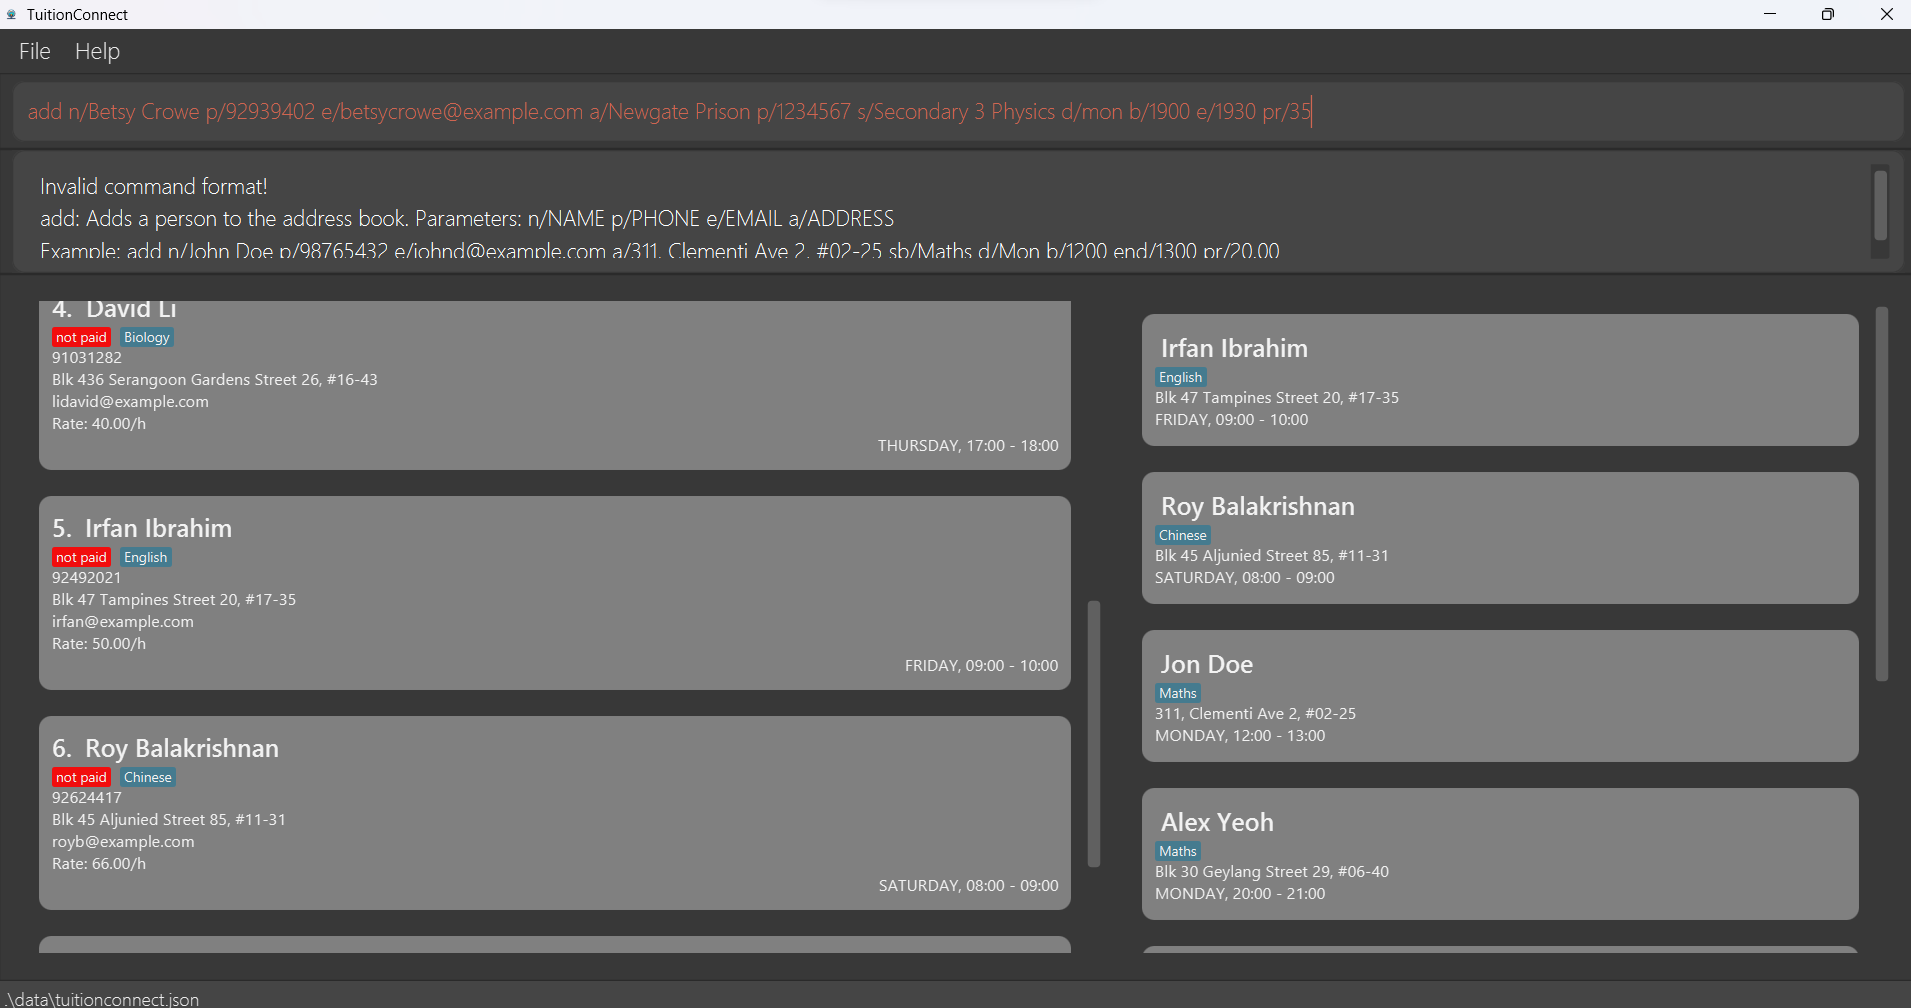 TuitionConnect
File Help
add n/Betsy Crowe p/92939402 e/betsycrowe@example.com a/Newgate Prison p/1234567 s/Secondary 3 Physics d/mon b/1900 e/1930 pr/35
Invalid command format!
add: Adds a person to the address book. Parameters: n/NAME p/PHONE e/EMAIL a/ADDRESS
Example: add n/John Doe p/98765432 e/johnd@example.com a/311, Clementi Ave 2, #02-25 sb/Maths d/Mon b/1200 end/1300 pr/20.00
4. David Li
not paid Biology
91031282
Blk 436 Serangoon Gardens Street 26, #16-43
lidavid@example.com
Rate: 40.00/h
THURSDAY, 17:00 - 18:00
5. Irfan Ibrahim
not paid English
92492021
Blk 47 Tampines Street 20, #17-35
irfan@example.com
Rate: 50.00/h
FRIDAY, 09:00 - 10:00
6. Roy Balakrishnan
not paid Chinese
92624417
Blk 45 Aljunied Street 85, #11-31
royb@example.com
Rate: 66.00/h
SATURDAY, 08:00 - 09:00
Irfan Ibrahim
English
Blk 47 Tampines Street 20, #17-35
FRIDAY, 09:00 - 10:00
Roy Balakrishnan
Chinese
Blk 45 Aljunied Street 85, #11-31
SATURDAY, 08:00 - 09:00
Jon Doe
Maths
311, Clementi Ave 2, #02-25
MONDAY, 12:00 - 13:00
Alex Yeoh
Maths
Blk 30 Geylang Street 29, #06-40
MONDAY, 20:00 - 21:00
.\data\tuitionconnect.json